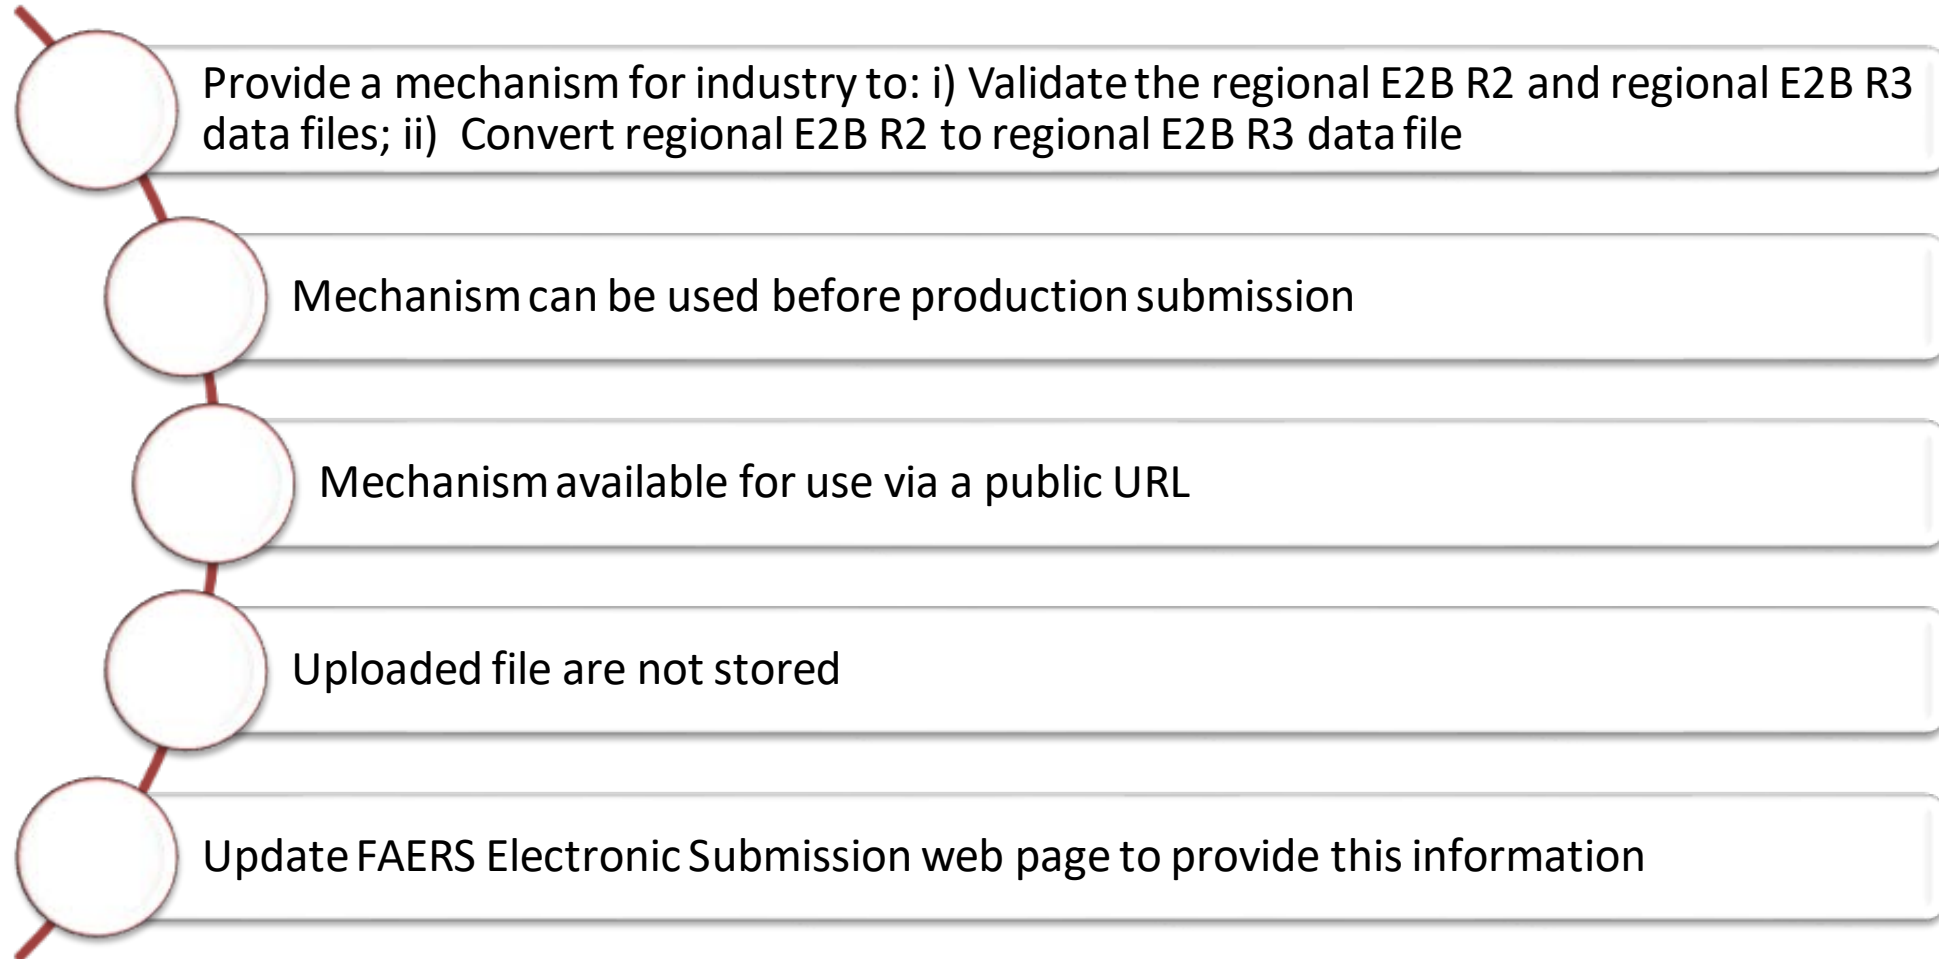 Provide a mechanism for industry to: i) Validate the regional E2B R2 and regional E2B R3
data files; ii) Convert regional E2B R2 to regional E2B R3 data file
Mechanism can be used before production submission
Mechanism available for use via a public URL
Uploaded file are not stored
Update FAERS Electronic Submission web page to provide this information